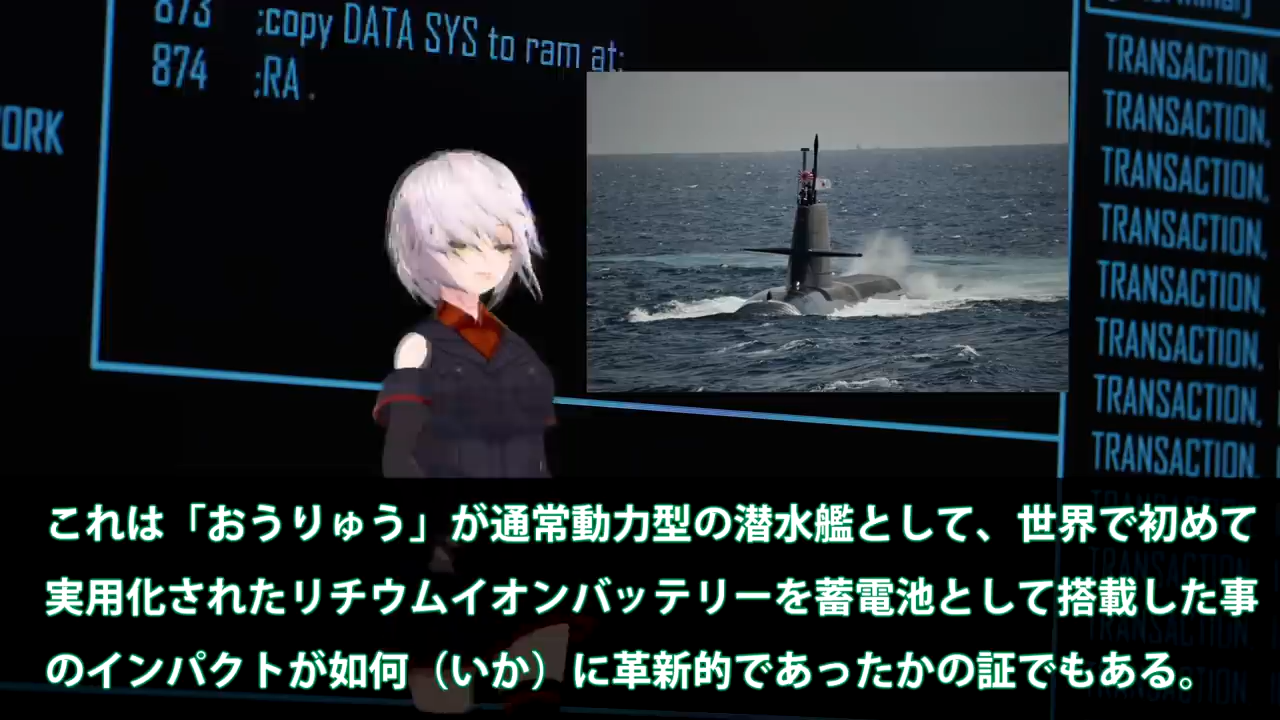 873 ;copy DATA SYS to ram at:
874 ;RA .
ORK
TRANSACTION.
TRANSACTION.
TRANSACTION.
TRANSACTION.
TRANSACTION.
TRANSACTION.
TRANSACTION.
TRANSACTION.
これは「おうりゅう」が通常動力型の潜水艦として、世界で初めて
実用化されたリチウムイオンバッテリーを蓄電池として搭載した事
のインパクトが如何（いか）に革新的であったかの証でもある。